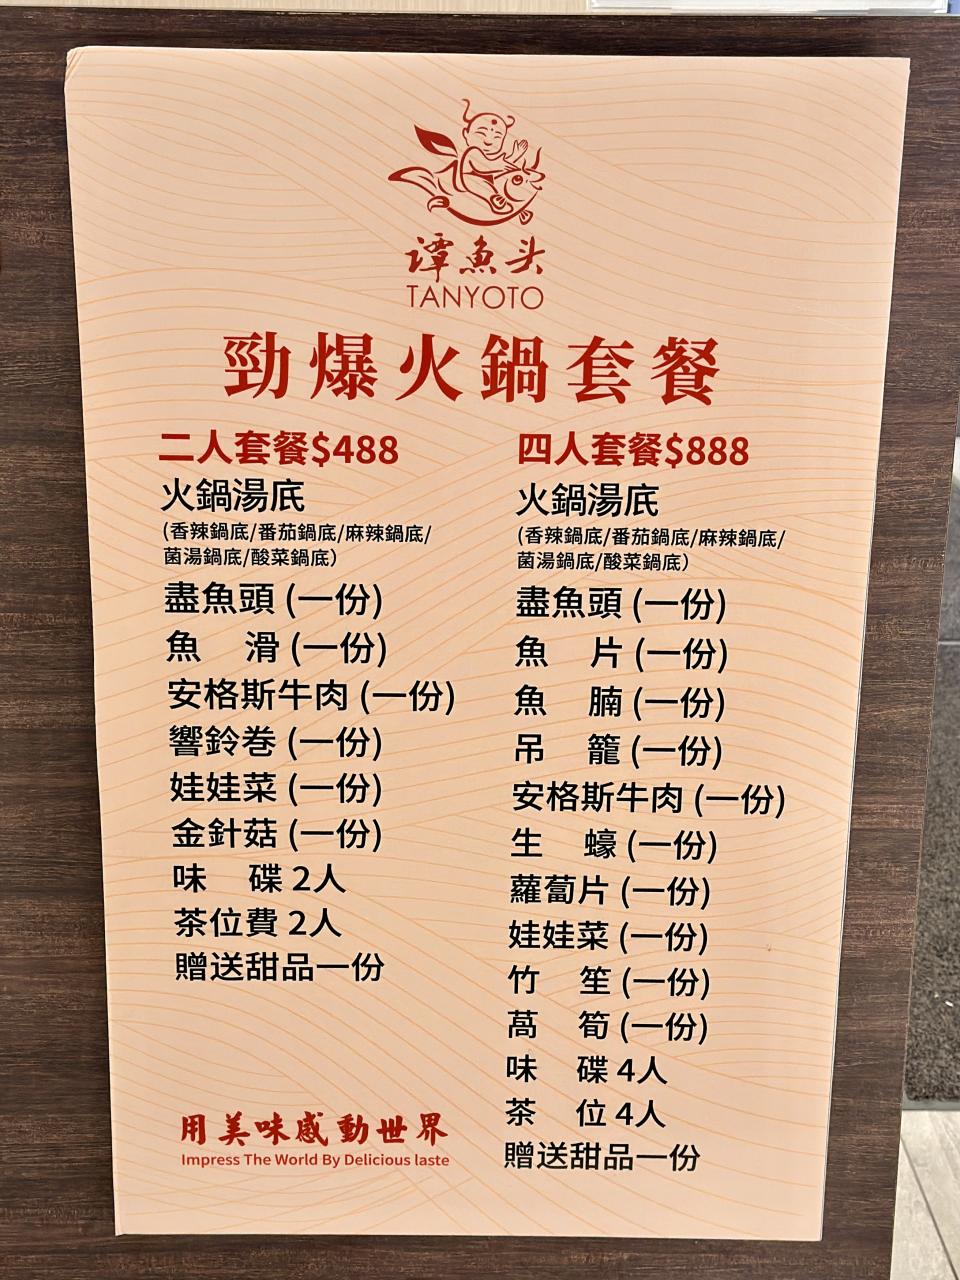 谭魚头
TANYOTO
勁爆火鍋套餐
二人套餐$488
火鍋湯底
(香辣鍋底/番茄鍋底/麻辣鍋底/
菌湯鍋底/酸菜鍋底)
盡魚頭 (一份)
魚 滑 (一份)
安格斯牛肉 (一份)
響鈴巻 (一份)
娃娃菜 (一份)
金針菇 (一份)
味 碟 2人
茶位費 2人
贈送甜品一份
四人套餐$888
火鍋湯底
(香辣鍋底/番茄鍋底/麻辣鍋底/
菌湯鍋底/酸菜鍋底)
盡魚頭 (一份)
魚 片 (一份)
魚 腩 (一份)
吊 籠 (一份)
安格斯牛肉 (一份)
生 蠔 (一份)
蘿蔔片 (一份)
娃娃菜 (一份)
竹 笙 (一份)
萵 筍 (一份)
味 碟 4人
茶 位 4人
贈送甜品一份
用美味感動世界
Impress The World By Delicious laste